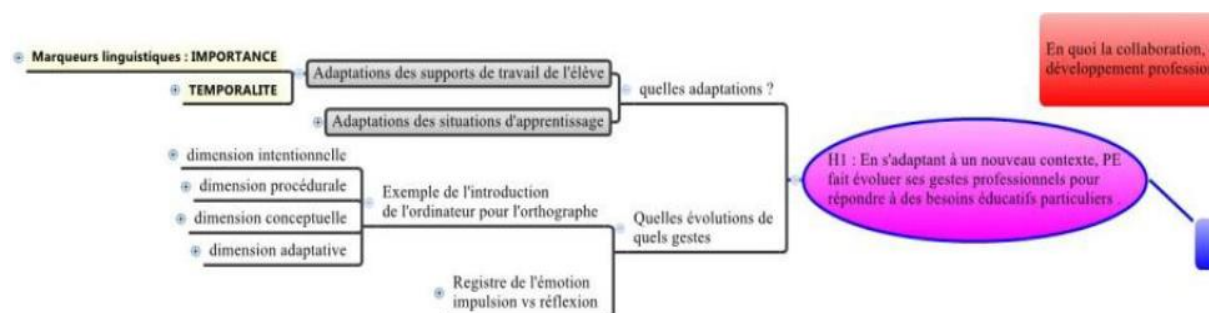 Marqueurs linguistiques : IMPORTANCE
TEMPORALITE
Adaptations des supports de travail de l'élève
Adaptations des situations d'apprentissage
quelles adaptations ?
dimension intentionnelle
dimension procédurale
dimension conceptuelle
dimension adaptative
Exemple de l'introduction
de l'ordinateur pour l'orthographe
Registre de l'émotion
impulsion vs réflexion
Quelles évolutions de
quels gestes
H1 : En s'adaptant à un nouveau contexte, PE
fait évoluer ses gestes professionnels pour
répondre à des besoins éducatifs particuliers .
En quoi la collaboration,
développement profession